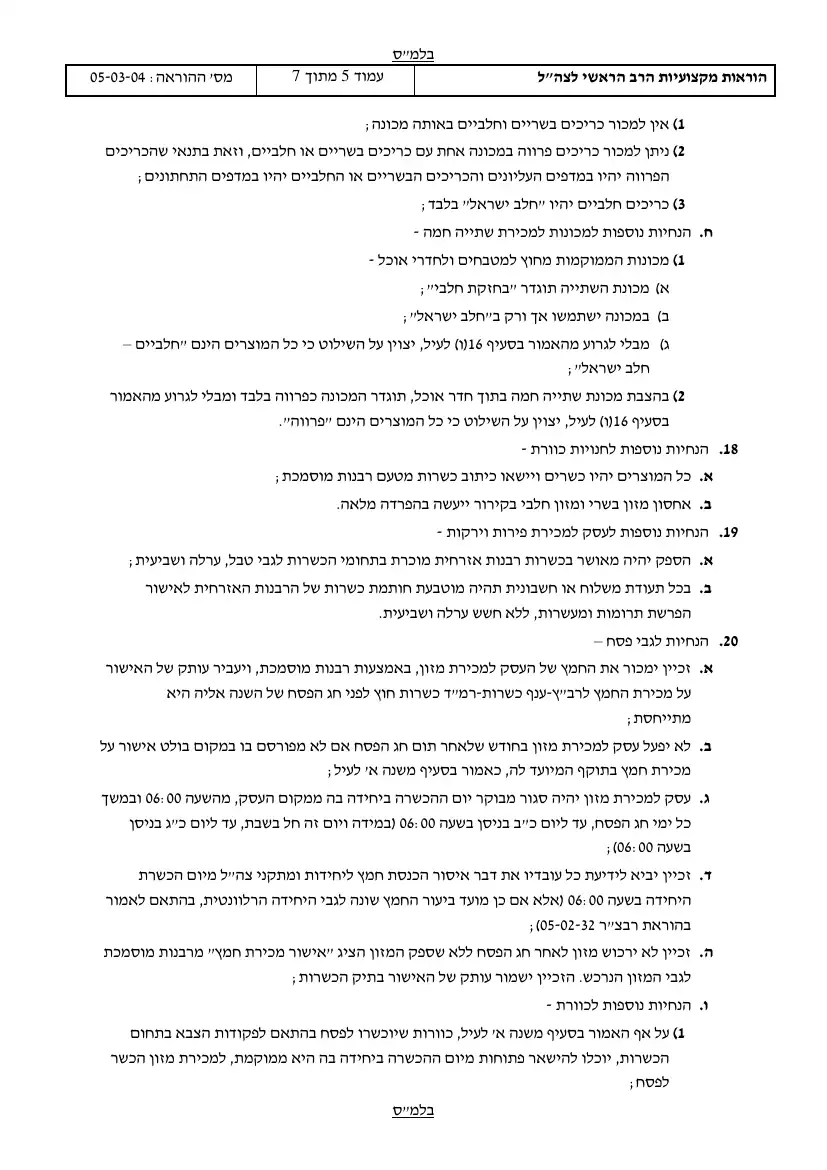 בלמ"ס
הוראות מקצועיות הרב הראשי לצה"ל עמוד 5 מתוך 7 מס' ההוראה: 05-03-04
1) אין למכור כריכים בשריים וחלביים באותה מכונה;
2) ניתן למכור כריכים פרווה במכונה אחת עם כריכים בשריים או חלביים, וזאת בתנאי שהכריכים
הפרווה יהיו במדפים העליונים והכריכים הבשריים או החלביים יהיו במדפים התחתונים;
3) כריכים חלביים יהיו "חלב ישראל" בלבד;
ח. הנחיות נוספות למכונות למכירת שתייה חמה -
1) מכונות הממוקמות מחוץ למטבחים ולחדרי אוכל -
א) מכונת השתייה תוגדר "בחזקת חלבי";
ב) במכונה ישתמשו אך ורק ב"חלב ישראל";
ג) מבלי לגרוע מהאמור בסעיף 16(ו) לעיל, יצוין על השילוט כי כל המוצרים הינם "חלביים –
חלב ישראל";
2) בהצבת מכונת שתייה חמה בתוך חדר אוכל, תוגדר המכונה כפרווה בלבד ומבלי לגרוע מהאמור
בסעיף 16(ו) לעיל, יצוין על השילוט כי כל המוצרים הינם "פרווה".
18. הנחיות נוספות לחנויות כוורת -
א. כל המוצרים יהיו כשרים ויישאו כיתוב כשרות מטעם רבנות מוסמכת;
ב. אחסון מזון בשרי ומזון חלבי בקירור ייעשה בהפרדה מלאה.
19. הנחיות נוספות לעסק למכירת פירות וירקות -
א. הספק יהיה מאושר בכשרות רבנות אזרחית מוכרת בתחומי הכשרות לגבי טבל, ערלה ושביעית;
ב. בכל תעודת משלוח או חשבונית תהיה מוטבעת חותמת כשרות של הרבנות האזרחית לאישור
הפרשת תרומות ומעשרות, ללא חשש ערלה ושביעית.
20. הנחיות לגבי פסח –
א. זכיין ימכור את החמץ של העסק למכירת מזון, באמצעות רבנות מוסמכת, ויעביר עותק של האישור
על מכירת החמץ לרב"ץ-ענף כשרות-רמ"ד כשרות חוץ לפני חג הפסח של השנה אליה היא
מתייחסת;
ב. לא יפעל עסק למכירת מזון בחודש שלאחר תום חג הפסח אם לא מפורסם בו במקום בולט אישור על
מכירת חמץ בתוקף המיועד לה, כאמור בסעיף משנה א' לעיל;
ג. עסק למכירת מזון יהיה סגור מבוקר יום ההכשרה ביחידה בה ממקום העסק, מהשעה 06:00 ובמשך
כל ימי חג הפסח, עד ליום כ"ב בניסן בשעה 06:00 (במידה ויום זה חל בשבת, עד ליום כ"ג בניסן
בשעה 06:00);
ד. זכיין יביא לידיעת כל עובדיו את דבר איסור הכנסת חמץ ליחידות ומתקני צה"ל מיום הכשרת
היחידה בשעה 06:00 (אלא אם כן מועד ביעור החמץ שונה לגבי היחידה הרלוונטית, בהתאם לאמור
בהוראת רבצ"ר 05-02-32);
ה. זכיין לא ירכוש מזון לאחר חג הפסח ללא שספק המזון הציג "אישור מכירת חמץ" מרבנות מוסמכת
לגבי המזון הנרכש. הזכיין ישמור עותק של האישור בתיק הכשרות;
ו. הנחיות נוספות לכוורת -
1) על אף האמור בסעיף משנה א' לעיל, כוורות שיוכשרו לפסח בהתאם לפקודות הצבא בתחום
הכשרות, יוכלו להישאר פתוחות מיום ההכשרה ביחידה בה היא ממוקמת, למכירת מזון הכשר
לפסח;
בלמ"ס